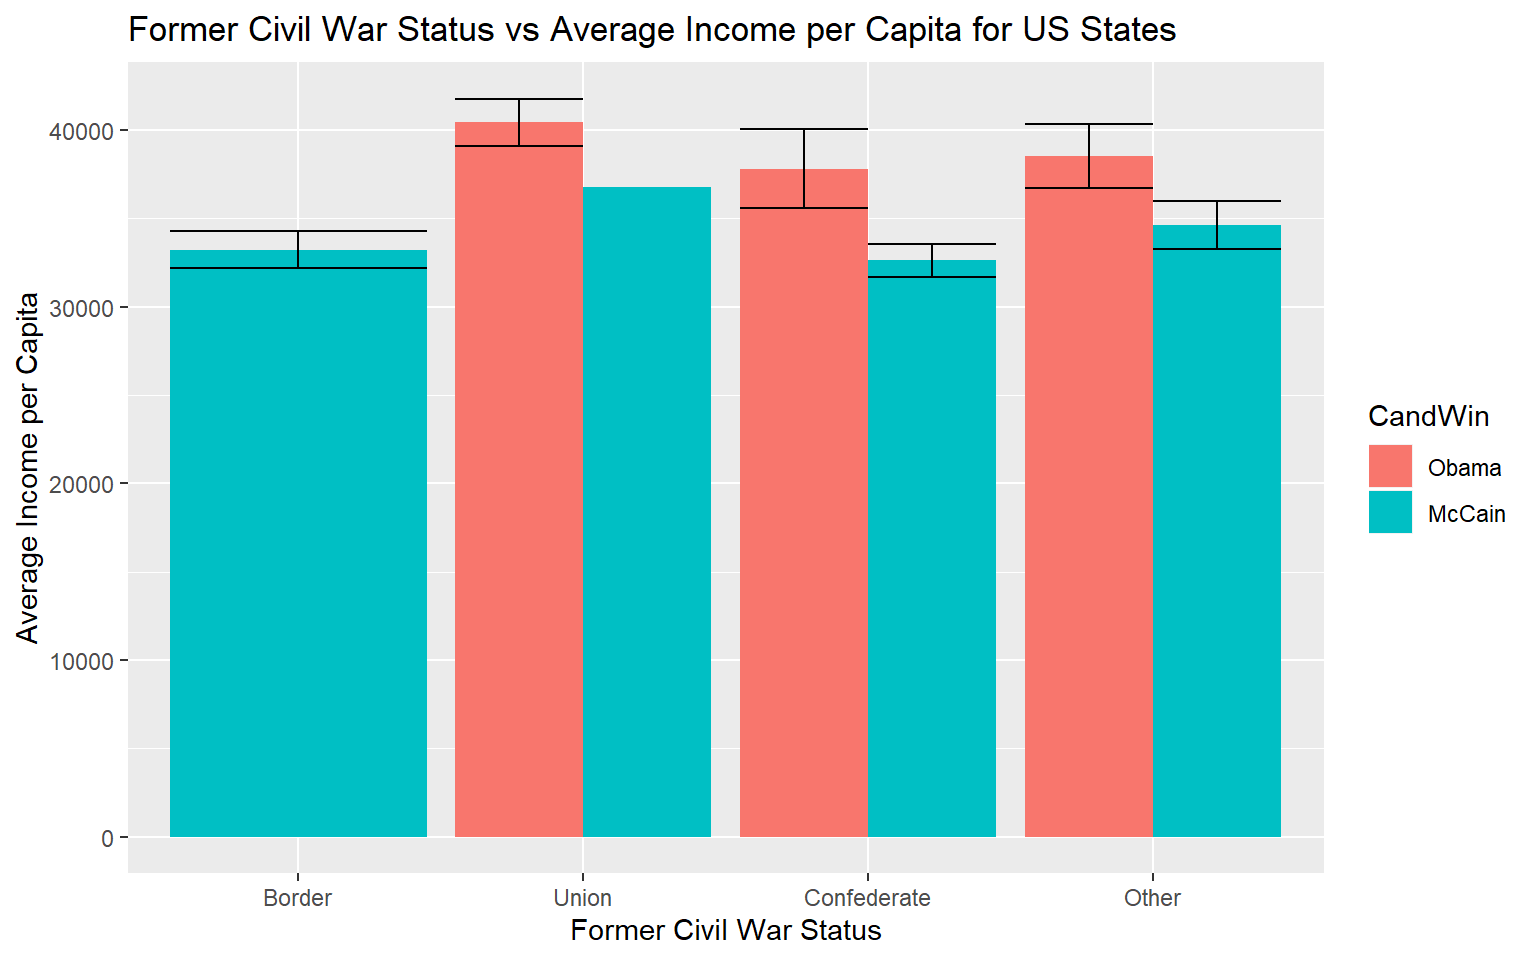 Former Civil War Status vs Average Income per Capita for US States
Average Income per Capita
40000
30000
20000
10000
0
Border
Union
Confederate
Other
Former Civil War Status
CandWin
Obama
McCain